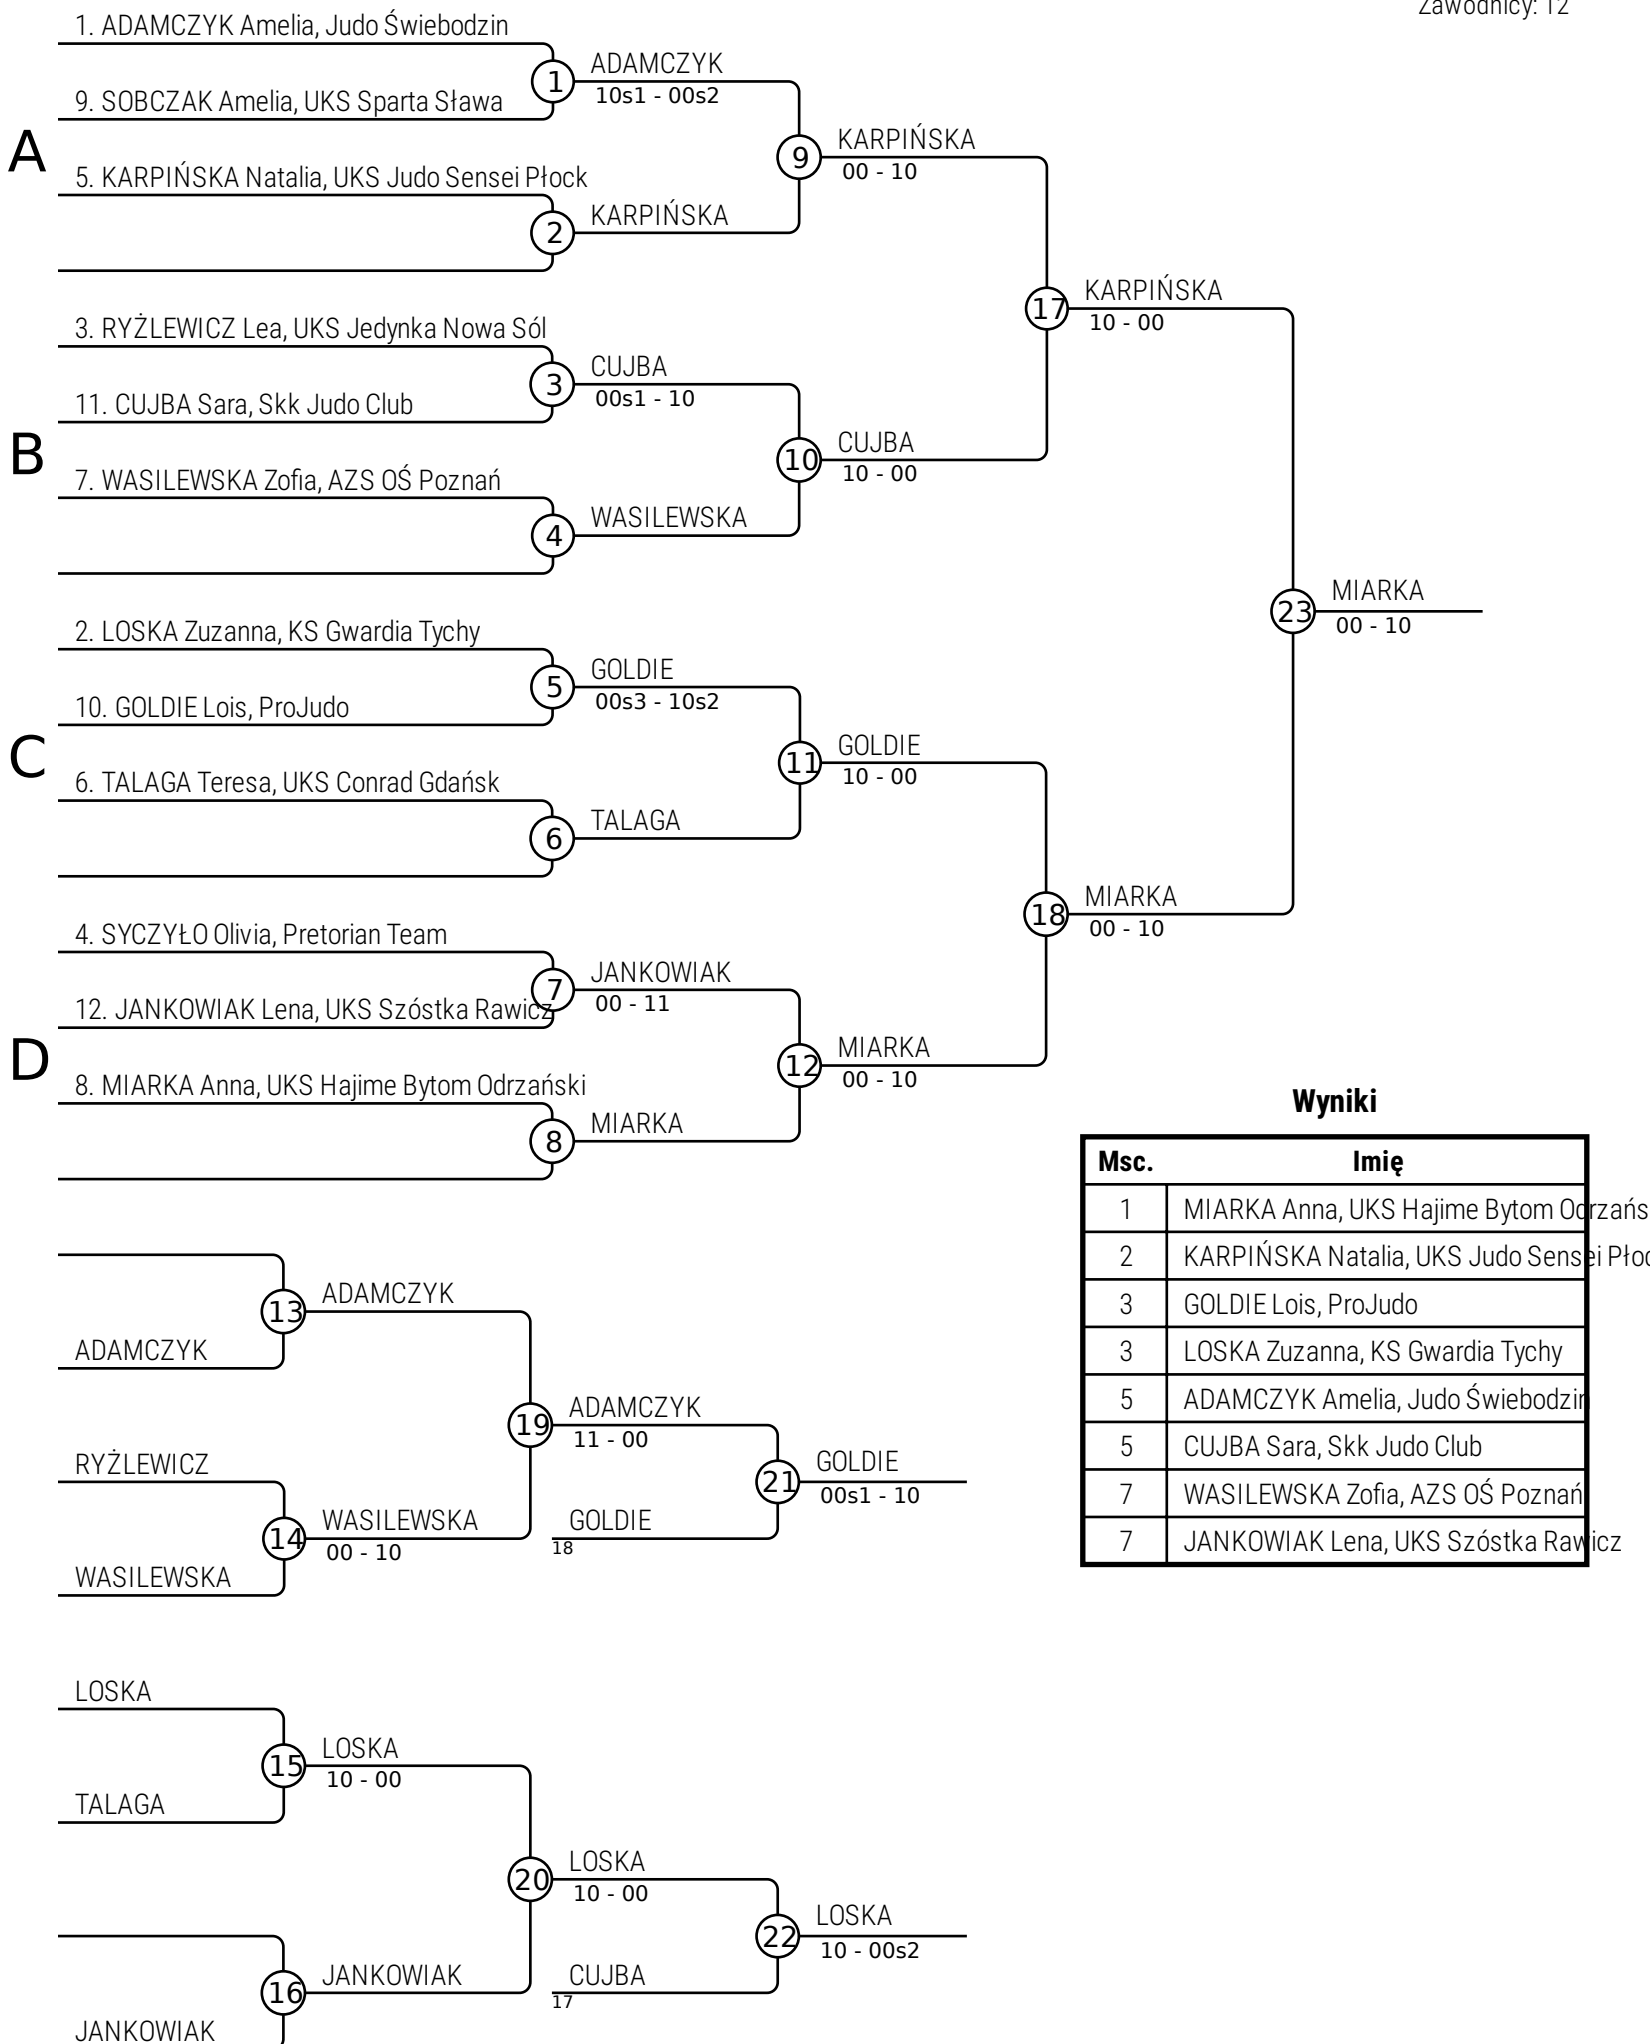 Zawodnicy: 12
1. ADAMCZYK Amelia, Judo Świebodzin
ADAMCZYK
1
10s1 - 00s2
9. SOBCZAK Amelia, UKS Sparta Sława
A
KARPIŃSKA
9
00 - 10
5. KARPIŃSKA Natalia, UKS Judo Sensei Płock
KARPIŃSKA
2
KARPIŃSKA
17
10 - 00
3. RYŻLEWICZ Lea, UKS Jedynka Nowa Sól
CUJBA
3
00s1 - 10
11. CUJBA Sara, Skk Judo Club
B
CUJBA
10
10 - 00
7. WASILEWSKA Zofia, AZS OŚ Poznań
WASILEWSKA
4
MIARKA
23
00 - 10
2. LOSKA Zuzanna, KS Gwardia Tychy
GOLDIE
5
00s3 - 10s2
10. GOLDIE Lois, ProJudo
C
GOLDIE
11
10 - 00
6. TALAGA Teresa, UKS Conrad Gdańsk
TALAGA
6
MIARKA
18
00 - 10
4. SYCZYŁO Olivia, Pretorian Team
JANKOWIAK
7
00 - 11
12. JANKOWIAK Lena, UKS Szóstka Rawicz
D
MIARKA
12
00 - 10
8. MIARKA Anna, UKS Hajime Bytom Odrzański
MIARKA
8
Wyniki
Msc. Imię
1 MIARKA Anna, UKS Hajime Bytom Odrzańs
2 KARPIŃSKA Natalia, UKS Judo Sensei Płoc
3 GOLDIE Lois, ProJudo
3 LOSKA Zuzanna, KS Gwardia Tychy
5 ADAMCZYK Amelia, Judo Świebodzin
5 CUJBA Sara, Skk Judo Club
7 WASILEWSKA Zofia, AZS OŚ Poznań
7 JANKOWIAK Lena, UKS Szóstka Rawicz
ADAMCZYK
13
ADAMCZYK
ADAMCZYK
19
11 - 00
RYŻLEWICZ
WASILEWSKA
14
00 - 10
WASILEWSKA
GOLDIE
21
00s1 - 10
GOLDIE
18
LOSKA
LOSKA
15
10 - 00
TALAGA
LOSKA
20
10 - 00
LOSKA
22
10 - 00s2
JANKOWIAK
16
CUJBA
17
JANKOWIAK